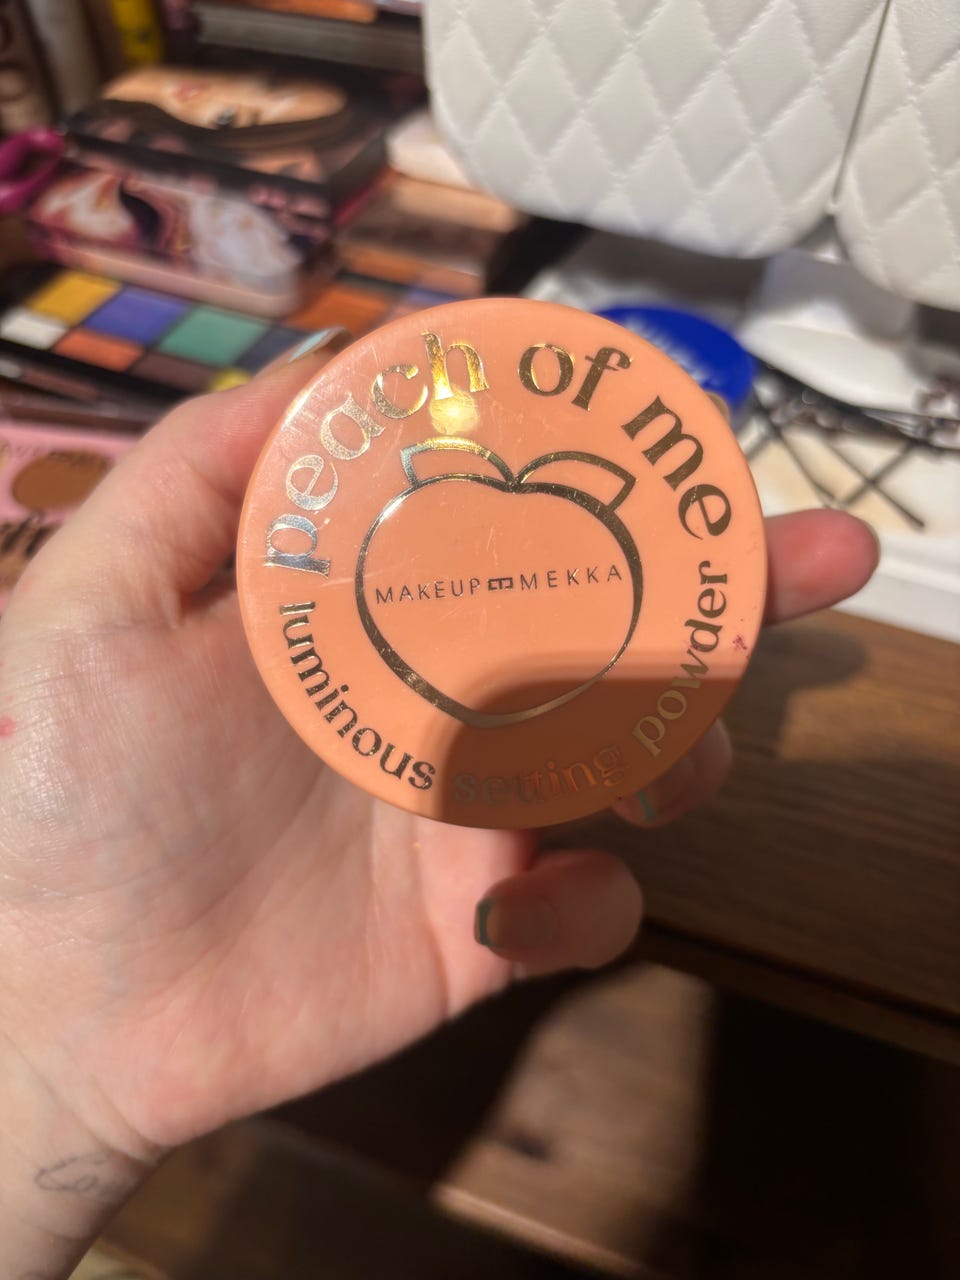 peach of me
MAKEUP MEKKA
luminous setting powder